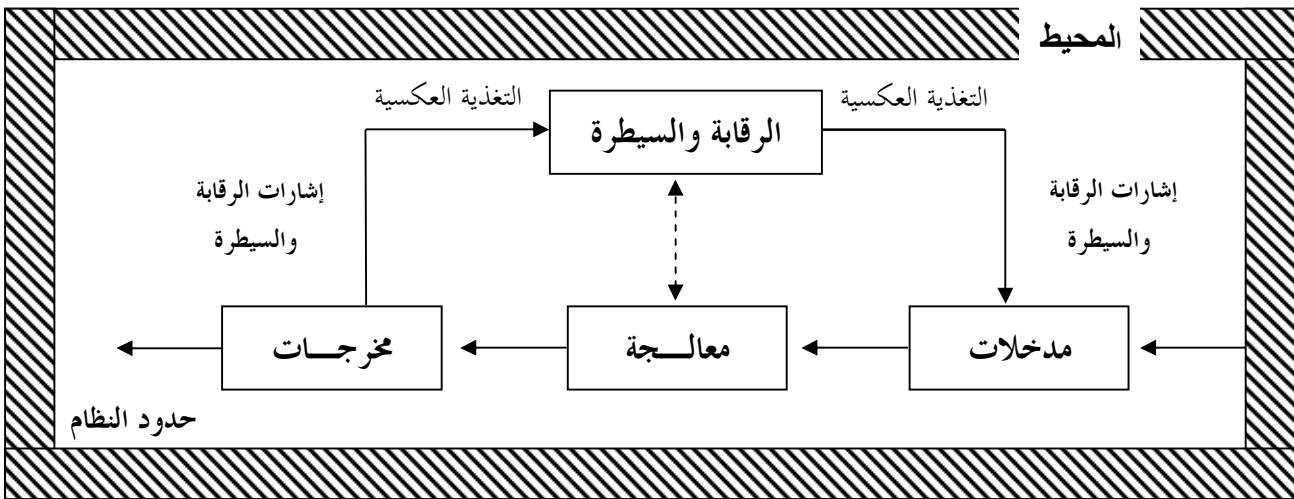 المحيط
التغذية العكسية
الرقابة والسيطرة
التغذية العكسية
إشارات الرقابة
والسيطرة
إشارات الرقابة
والسيطرة
مدخلات
معالـــجة
مخرجـــات
حدود النظام